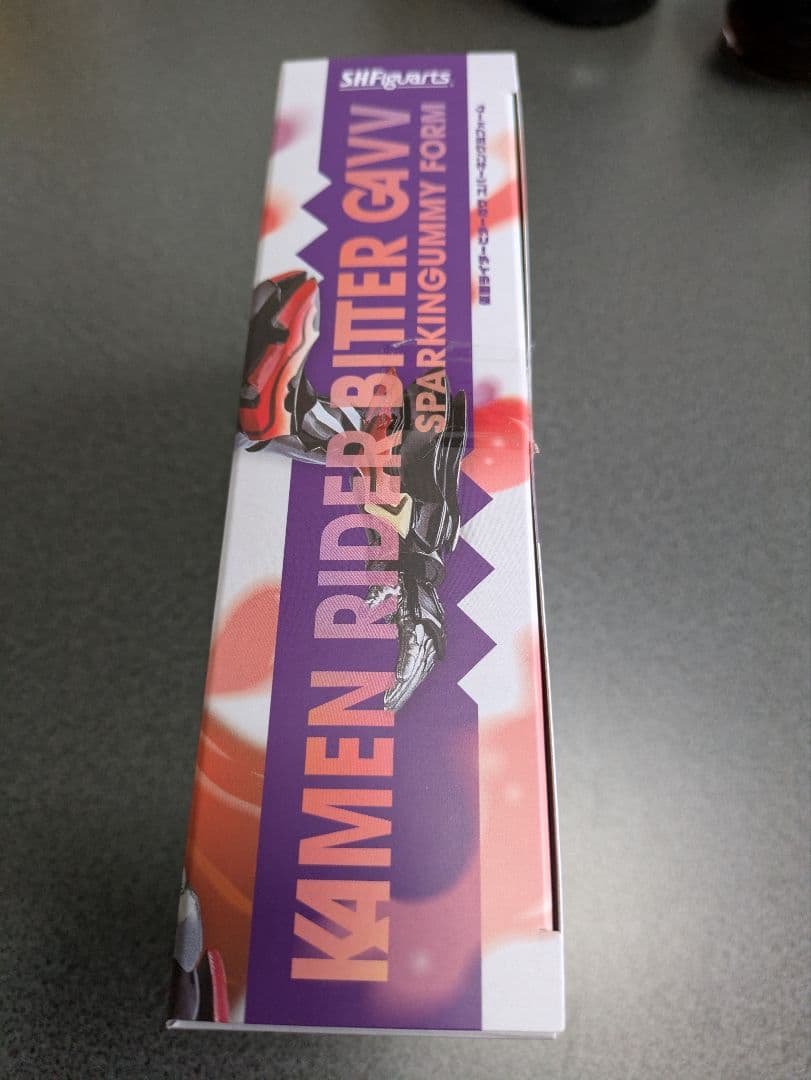 S.H.Figuarts
KAMEN RIDER BITTER GAVV
SPARKINGUMMY FORM